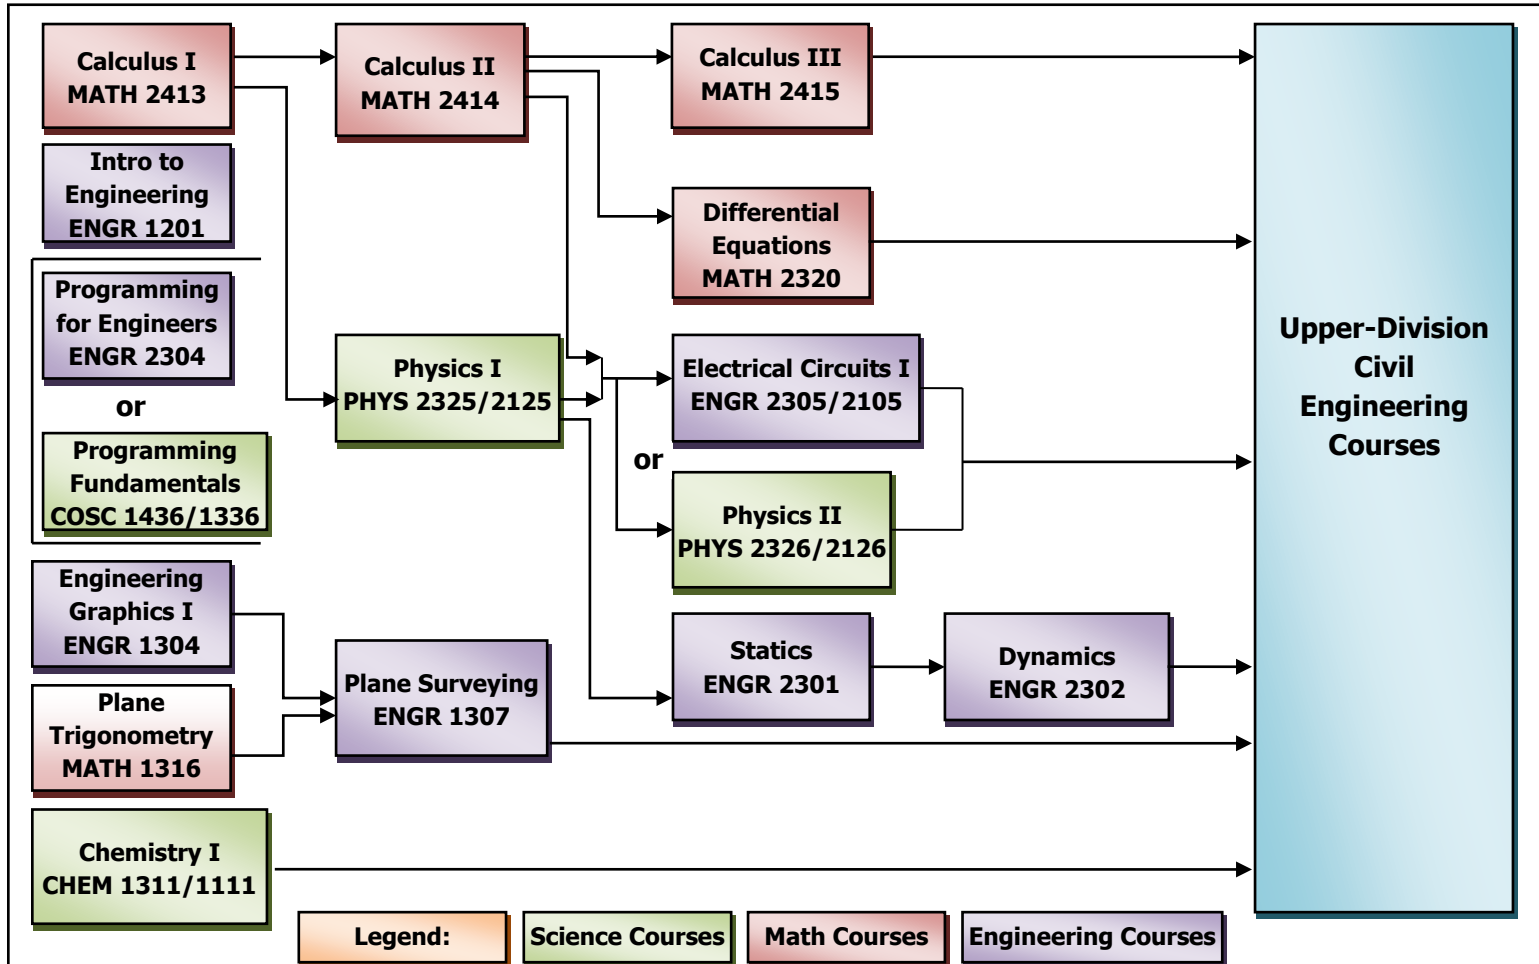 Calculus I
MATH 2413
Calculus II
MATH 2414
Calculus III
MATH 2415
Intro to
Engineering
ENGR 1201
Differential
Equations
MATH 2320
Programming
for Engineers
ENGR 2304
or
Programming
Fundamentals
COSC 1436/1336
Physics I
PHYS 2325/2125
Electrical Circuits I
ENGR 2305/2105
or
Physics II
PHYS 2326/2126
Upper-Division
Civil
Engineering
Courses
Engineering
Graphics I
ENGR 1304
Plane
Trigonometry
MATH 1316
Plane Surveying
ENGR 1307
Statics
ENGR 2301
Dynamics
ENGR 2302
Chemistry I
CHEM 1311/1111
Legend:
Science Courses
Math Courses
Engineering Courses